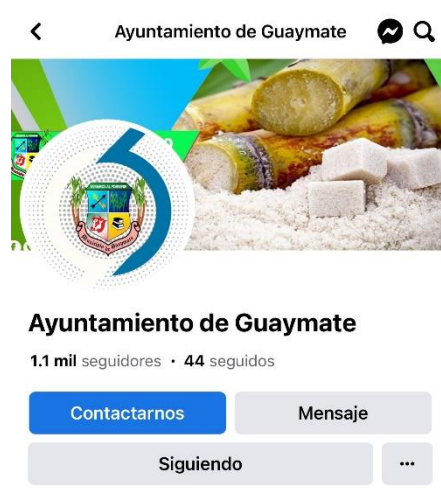 Ayuntamiento de Guaymate
Ayuntamiento de Guaymate
1.1 mil seguidores • 44 seguidos
Contactarnos
Mensaje
Siguiendo